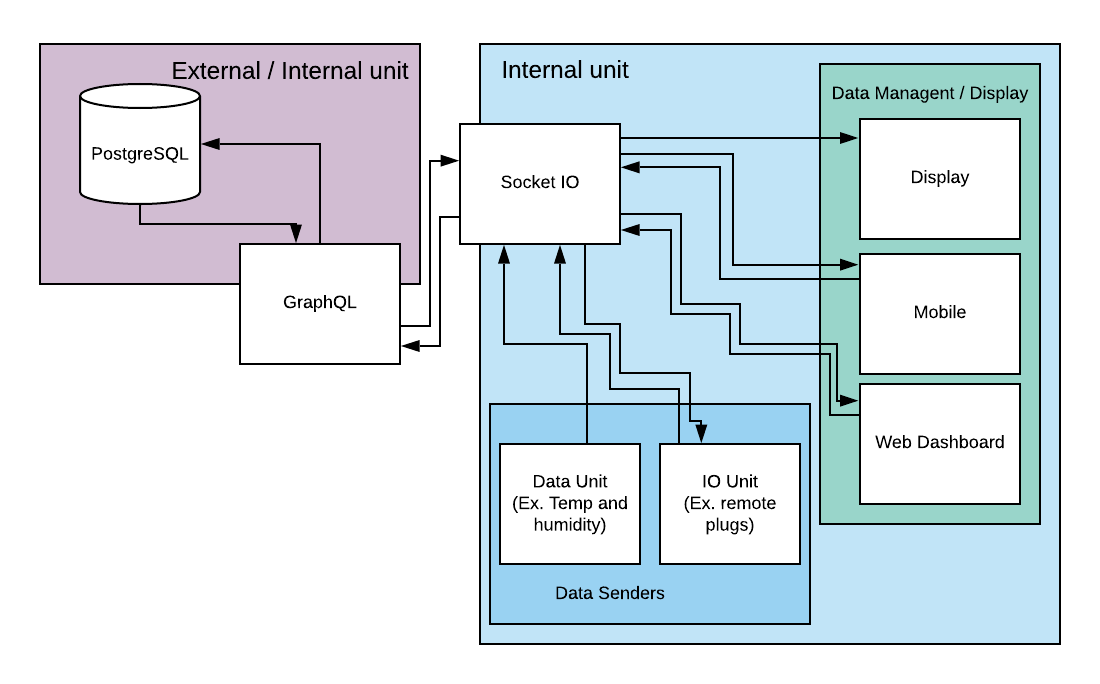 External / Internal unit
PostgreSQL
GraphQL
Internal unit
Socket IO
Data Managent / Display
Display
Mobile
Web Dashboard
Data Unit
(Ex. Temp and
humidity)
IO Unit
(Ex. remote
plugs)
Data Senders